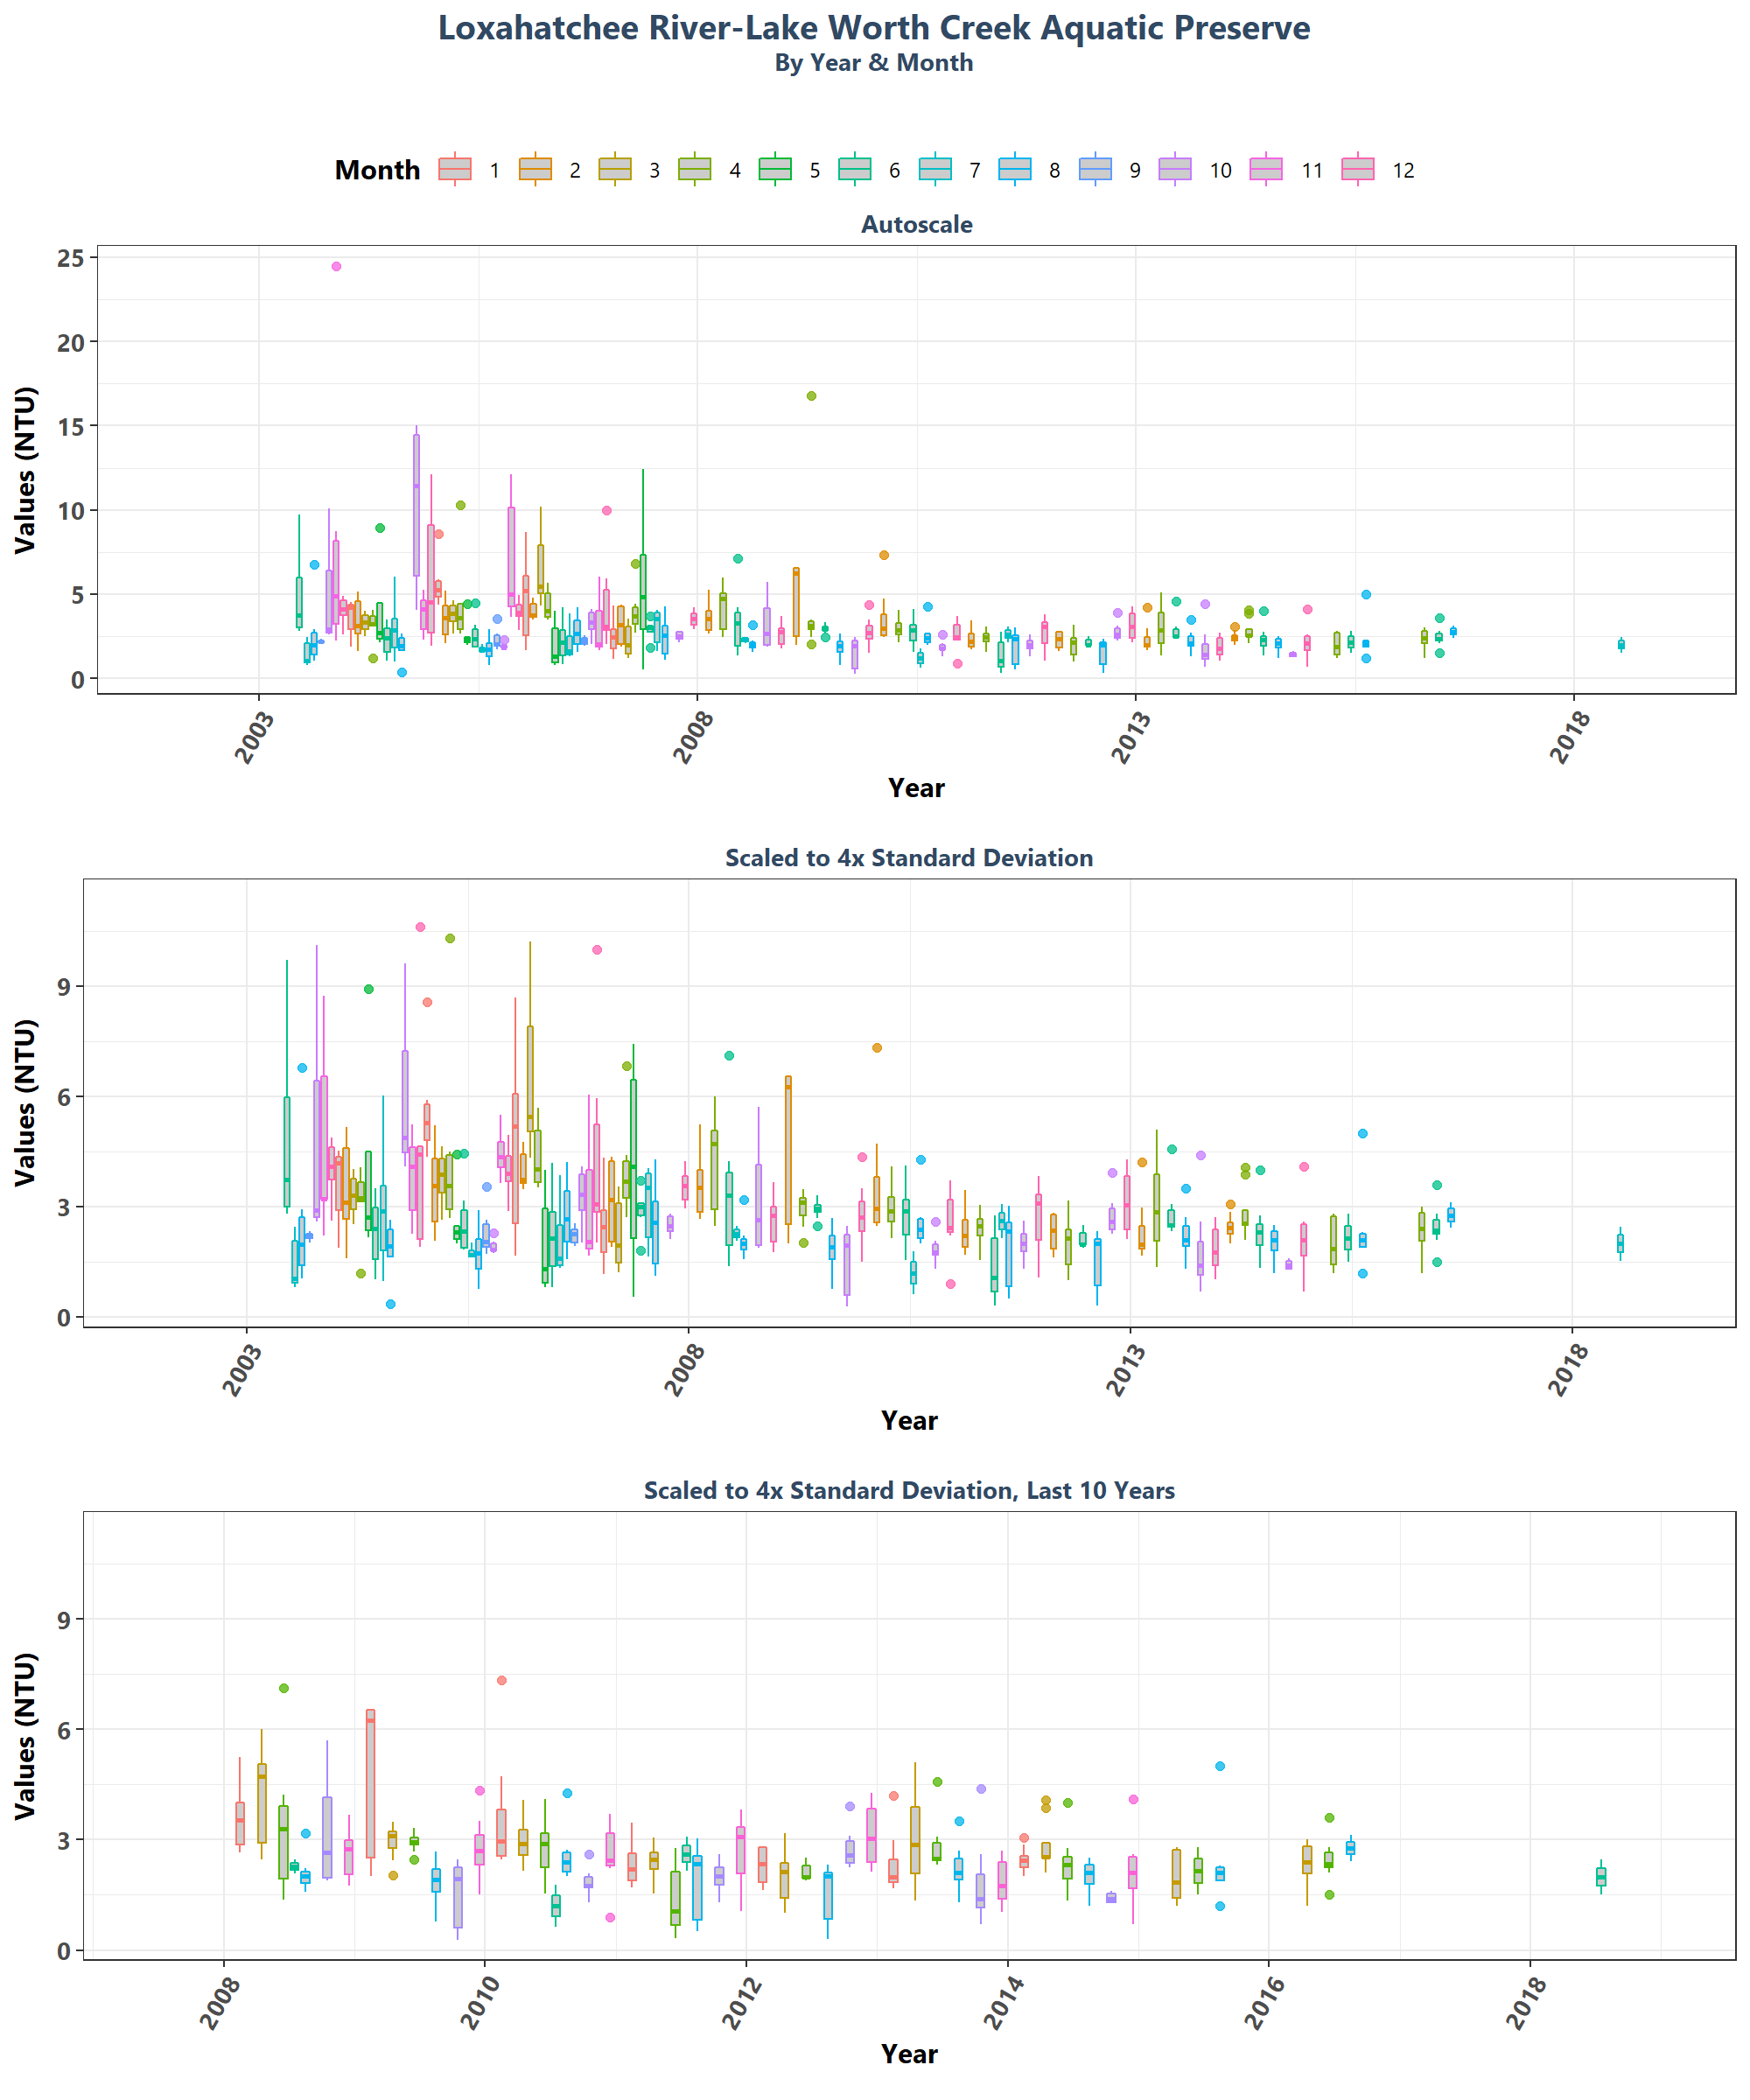 Loxahatchee River-Lake Worth Creek Aquatic Preserve
By Year & Month
Month 1 2 3 4 5 6 7 8 9 10 11 12
Autoscale
Values (NTU)
25
20
15
10
5
0
2003 2008 2013 2018
Year
Scaled to 4x Standard Deviation
Values (NTU)
9
6
3
0
2003 2008 2013 2018
Year
Scaled to 4x Standard Deviation, Last 10 Years
Values (NTU)
9
6
3
0
2008 2010 2012 2014 2016 2018
Year